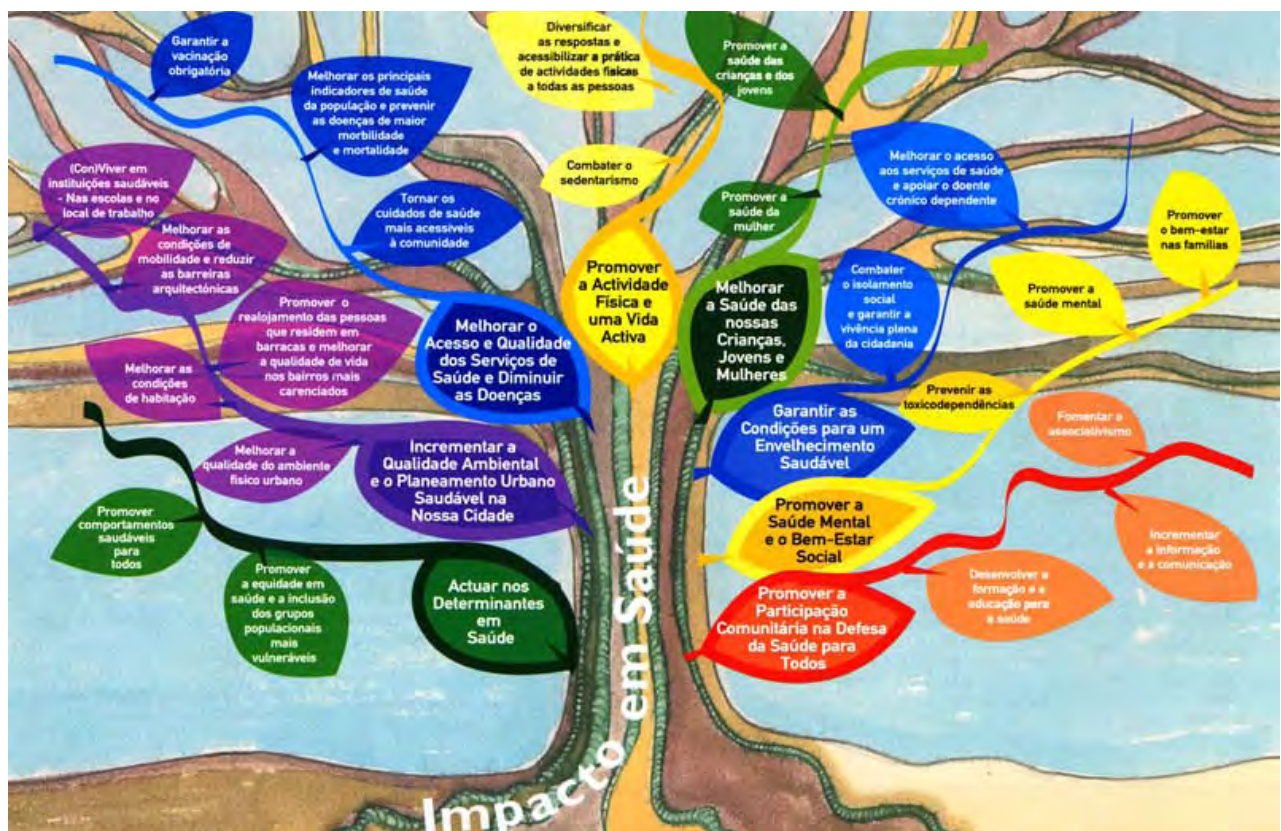 Garantir a
vacinação
obrigatória
Melhorar os principais
indicadores de saúde
da população e prevenir
as doenças de maior
morbilidade
e mortalidade
Tornar os
cuidados de saúde
mais acessíveis
à comunidade
Melhorar o
Acesso e Qualidade
dos Serviços de
Saúde e Diminuir
as Doenças
(Con)Viver em
instituições saudáveis
- Nas escolas e no
local de trabalho
Melhorar as
condições de
mobilidade e reduzir
as barreiras
arquitectónicas
Promover o
realojamento das pessoas
que residem em
barracas e melhorar
a qualidade de vida
nos bairros mais
carenciados
Melhorar as
condições
de habitação
Melhorar a
qualidade do ambiente
físico urbano
Incrementar a
Qualidade Ambiental
e o Planeamento Urbano
Saudável na
Nossa Cidade
Promover
comportamentos
saudáveis
para
todos
Promover
a equidade em
saúde e a inclusão
dos grupos
populacionais
mais
vulneráveis
Actuar nos
Determinantes
em
Saúde
Diversificar
as respostas e
acessibilizar a prática
de actividades físicas
a todas as pessoas
Combater o
sedentarismo
Promover
a Actividade
Física e
uma Vida
Activa
Promover a
saúde das
crianças e dos
jovens
Promover a
saúde da
mulher
Melhorar
a Saúde das
nossas
Crianças,
Jovens e
Mulheres
Melhorar o acesso
aos serviços de saúde
e apoiar o doente
crónico dependente
Combater
o isolamento
social
e garantir a
vivência plena
da cidadania
Garantir as
Condições para um
Envelhecimento
Saudável
Promover
o bem-estar
nas famílias
Promover a
saúde mental
Prevenir as
toxicodependências
Promover a
Saúde Mental
e o Bem-Estar
Social
Fomentar o
associativismo
Incrementar
a informação
e a comunicação
Desenvolver a
formação e a
educação para
a saúde
Promover a
Participação
Comunitária na Defesa
da Saúde para
Todos
Impacto em Saúde